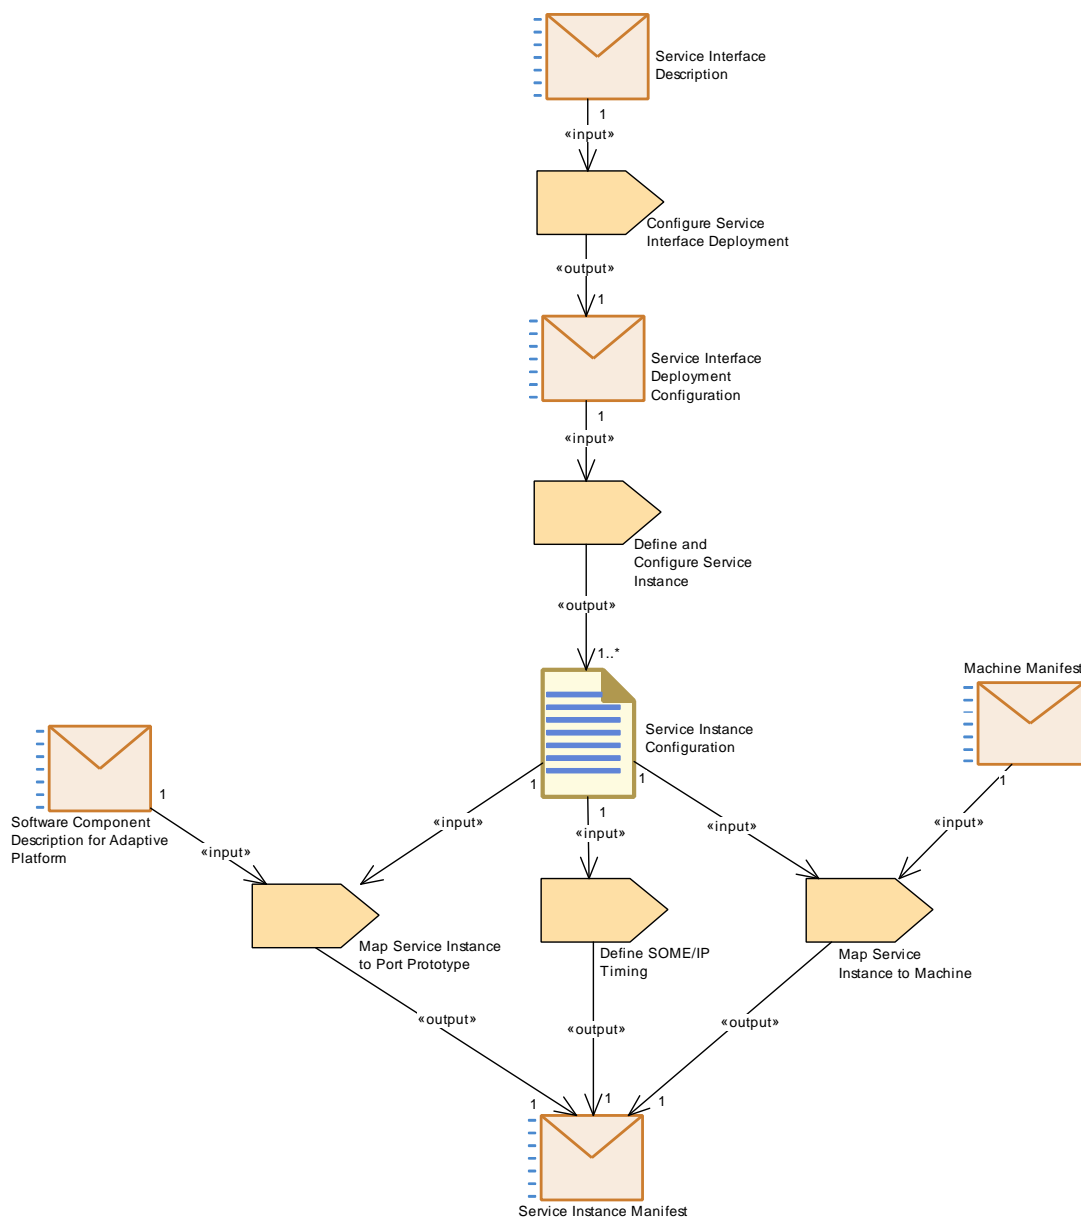 Service Interface
Description
1
«input»
Configure Service
Interface Deployment
«output»
1
Service Interface
Deployment
Configuration
1
«input»
Define and
Configure Service
Instance
«output»
1..*
Machine Manifest
Service Instance
Configuration
1
1
1
1
1
Software Component
Description for Adaptive
Platform
«input»
«input»
«input»
«input»
«input»
Map Service Instance
to Port Prototype
Define SOME/IP
Timing
Map Service
Instance to Machine
«output»
«output»
«output»
1
1
1
Service Instance Manifest